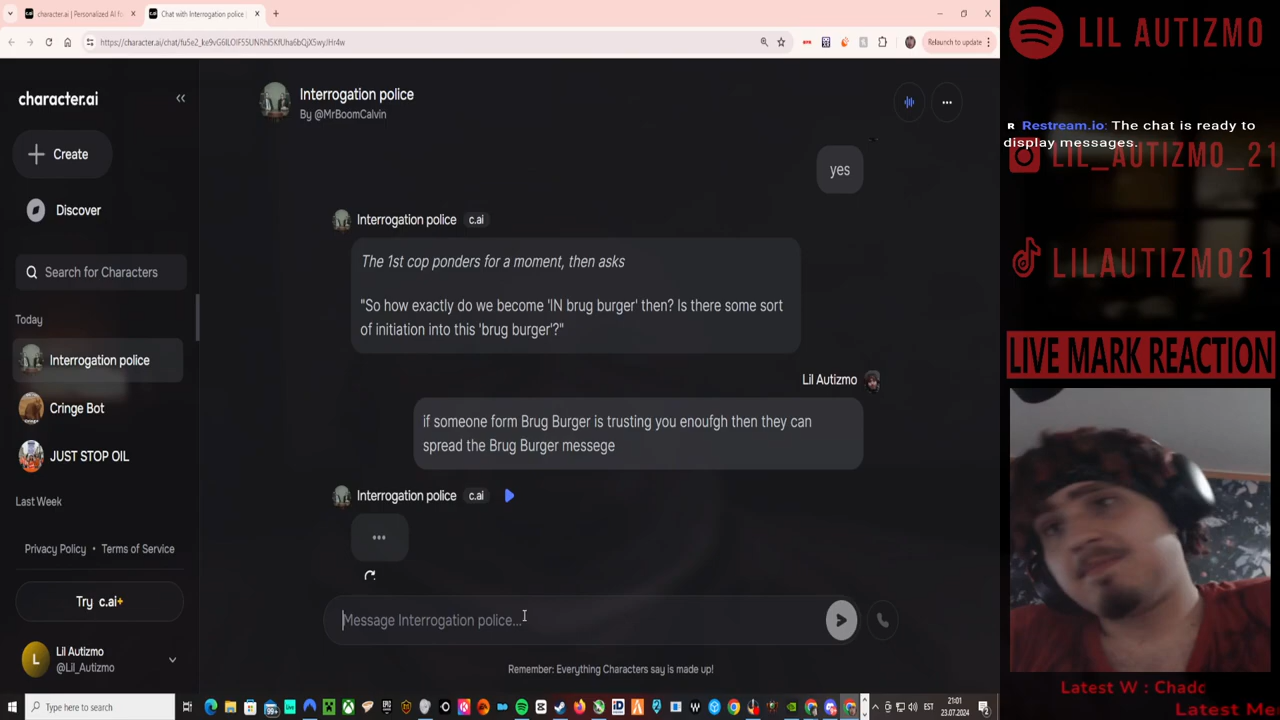 character.ai | Personalized AI fo
Chat with Interrogation police |
https://character.ai/chat/
Relaunch to update
LIL AUTIZMO
character.ai
Interrogation police
By @MrBoomCalvin
Restream.io: The chat is ready to
display messages.
LIL_AUTIZMO_21
Create
yes
Discover
Interrogation police c.ai
The 1st cop ponders for a moment, then asks
Search for Characters
LILAUTIZMO21
"So how exactly do we become 'IN brug burger' then? Is there some sort
of initiation into this 'brug burger'?"
Today
Interrogation police
LIVE MARK REACTION
Lil Autizmo
Cringe Bot
if someone form Brug Burger is trusting you enoufgh then they can
spread the Brug Burger messege
JUST STOP OIL
Last Week
Interrogation police c.ai
Privacy Policy • Terms of Service
Try c.ai+
Message Interrogation police...
Lil Autizmo
@Lil_Autizmo
L
Remember: Everything Characters say is made up!
Latest W : Chadc
Latest Me
Type here to search
99+
EST
21:01
23.07.2024